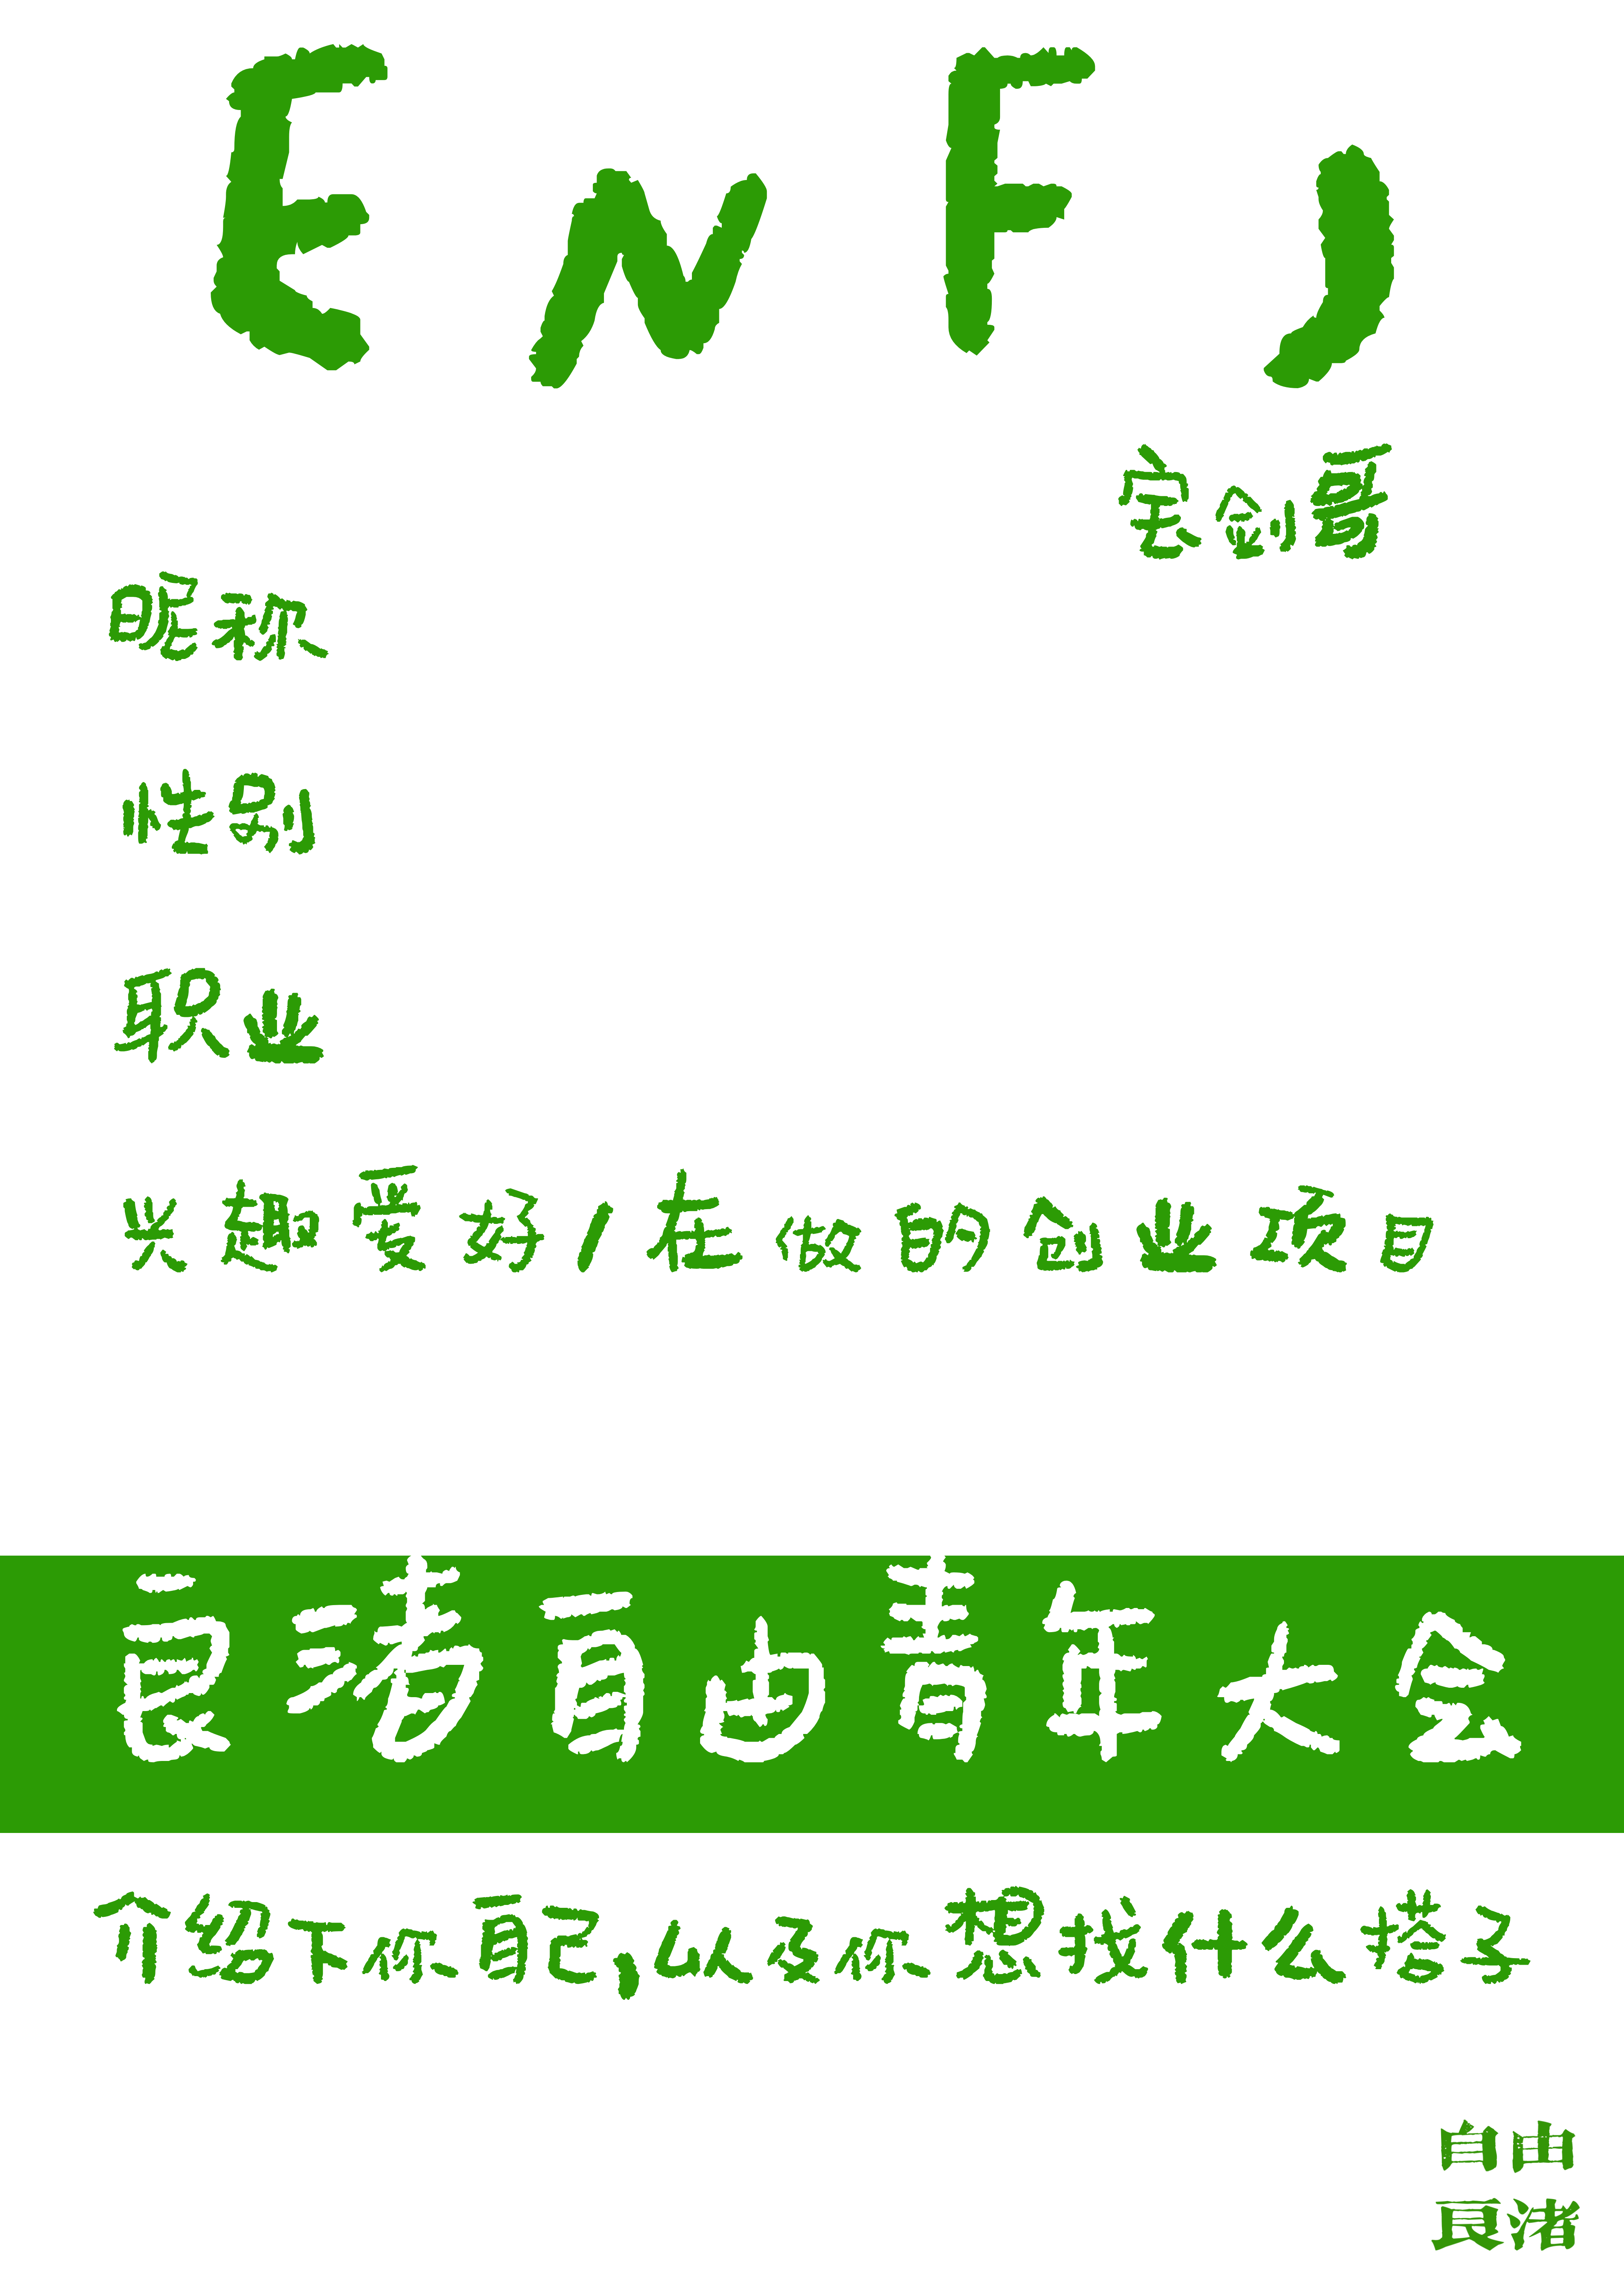 ENFJ
宝剑哥
昵称
性别
职业
兴趣爱好/在做的创业项目
良渚自由青年大会
介绍下你自己,以及你想找什么搭子
自由
良渚